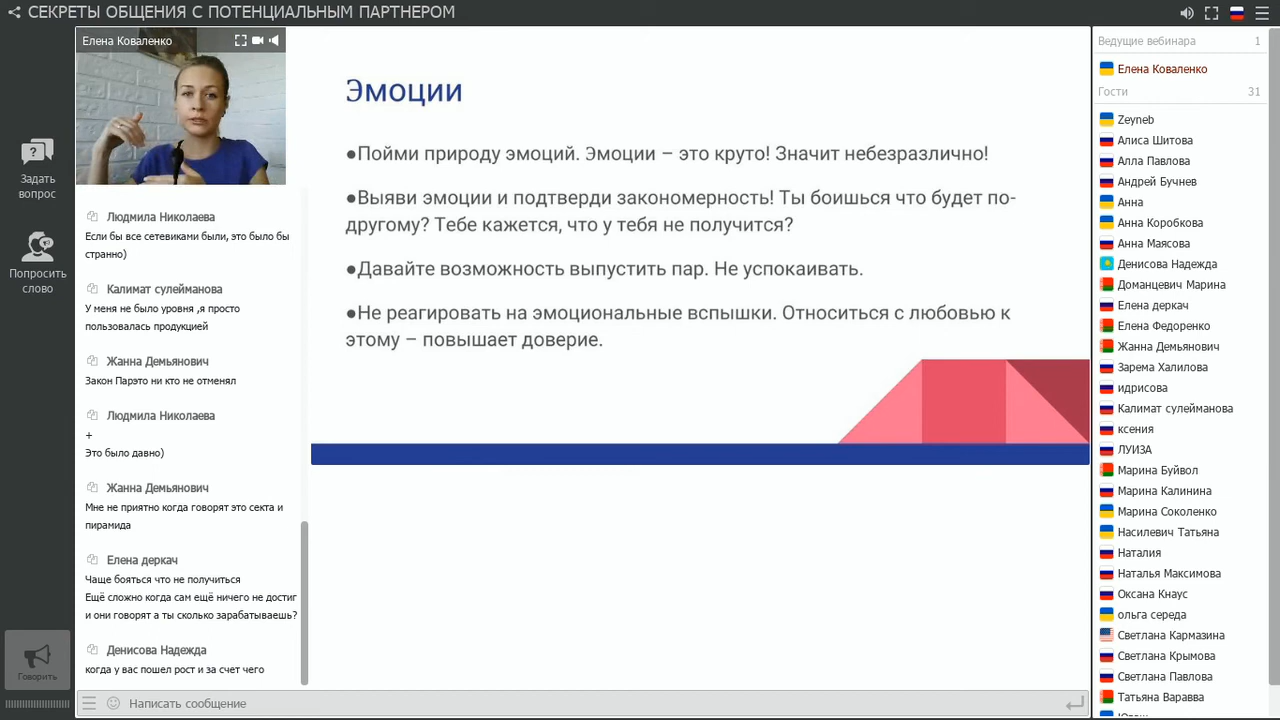 СЕКРЕТЫ ОБЩЕНИЯ С ПОТЕНЦИАЛЬНЫМ ПАРТНЕРОМ
Елена Коваленко
Задать
вопрос
Попросить
слово
Говорить
Людмила Николаева
Если бы все сетевиками были, это было бы
странно)
Калимат сулейманова
У меня не было уровня ,я просто
пользовалась продукцией
Жанна Демьянович
Закон Парэто ни кто не отменял
Людмила Николаева
+
Это было давно)
Жанна Демьянович
Мне не приятно когда говорят это секта и
пирамида
Елена деркач
Чаще бояться что не получиться
Ещё сложно когда сам ещё ничего не достиг
и они говорят а ты сколько зарабатываешь?
Денисова Надежда
когда у вас пошел рост и за счет чего
Написать сообщение
Эмоции
●Пойми природу эмоций. Эмоции – это круто! Значит небезразлично!
●Выяви эмоции и подтверди закономерность! Ты боишься что будет по-
другому? Тебе кажется, что у тебя не получится?
●Давайте возможность выпустить пар. Не успокаивать.
●Не реагировать на эмоциональные вспышки. Относиться с любовью к
этому – повышает доверие.
Ведущие вебинара 1
Елена Коваленко
Гости 31
Zeyneb
Алиса Шитова
Алла Павлова
Андрей Бучнев
Анна
Анна Коробкова
Анна Маясова
Денисова Надежда
Доманцевич Марина
Елена деркач
Елена Федоренко
Жанна Демьянович
Зарема Халилова
идрисова
Калимат сулейманова
ксения
ЛУИЗА
Марина Буйвол
Марина Калинина
Марина Соколенко
Насилевич Татьяна
Наталия
Наталья Максимова
Оксана Кнаус
ольга середа
Светлана Кармазина
Светлана Крымова
Светлана Павлова
Татьяна Варавва